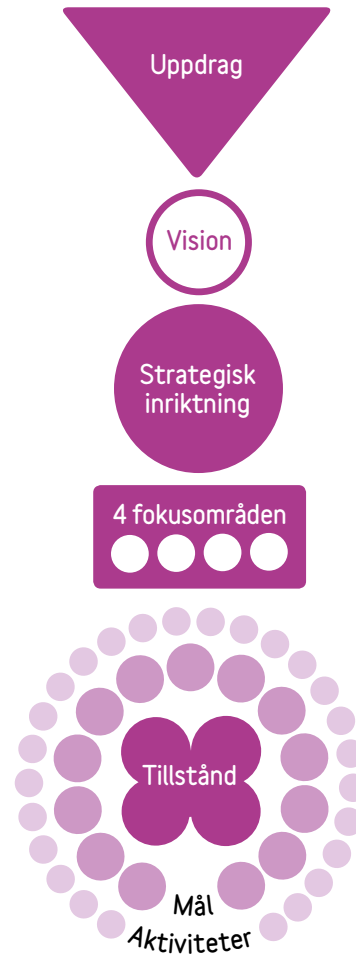 Uppdrag
Vision
Strategisk
inriktning
4 fokusområden
Tillstånd
Mål
Aktiviteter